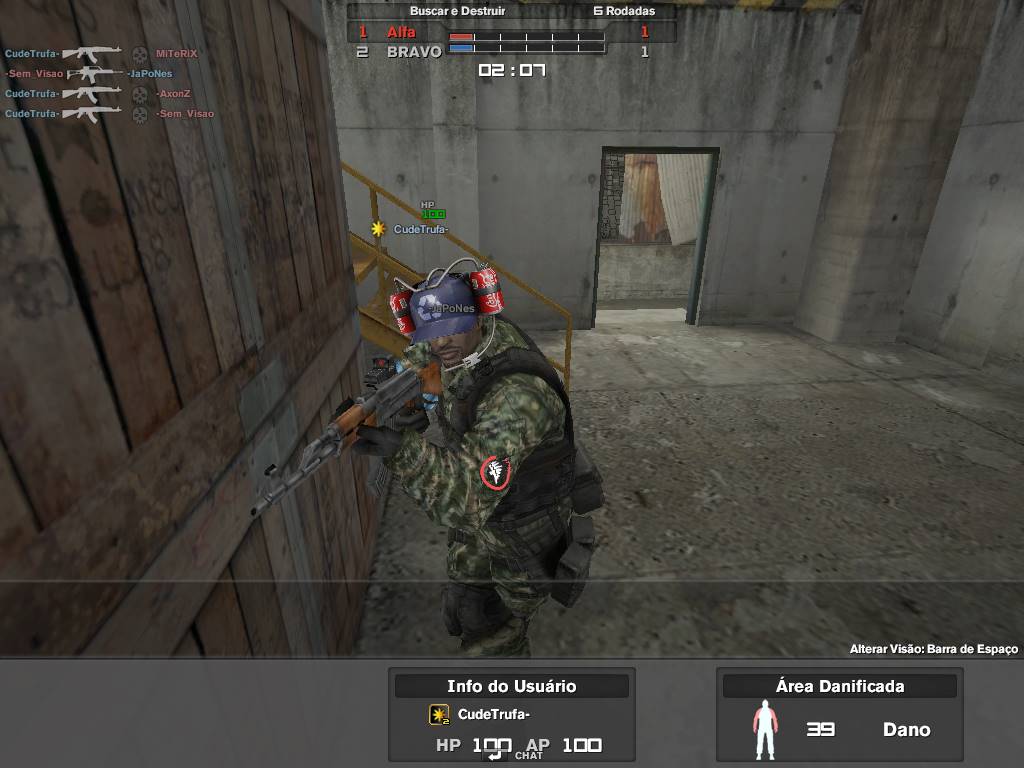 Buscar e Destruir 6 Rodadas
1 Alfa 1
2 BRAVO 1
02:07
CudeTrufa- MiTeRiX
-Sem_Visao -JaPoNes
CudeTrufa- -AxonZ
CudeTrufa- -Sem_Visao
HP
100
CudeTrufa-
-JaPoNes
Alterar Visão: Barra de Espaço
Info do Usuário
2 CudeTrufa-
HP 100 AP 100
CHAT
Área Danificada
39 Dano